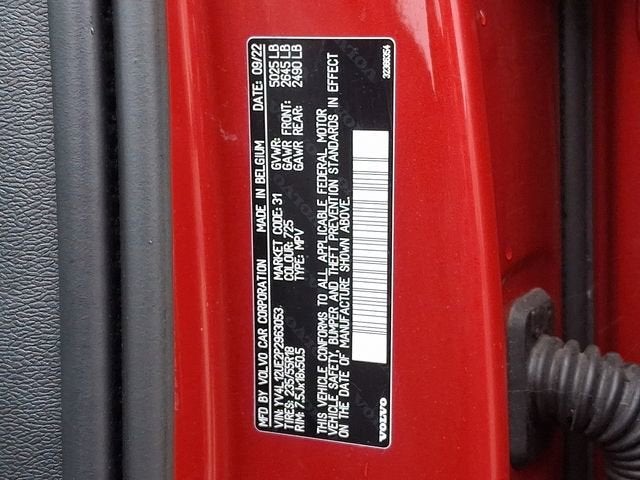 MFD BY VOLVO CAR CORPORATION MADE IN BELGIUM DATE: 09/22
VIN: YV4L12UE2P2963053 MARKET CODE: 31 GVWR: 5025 LB
TIRES: 235/55R18 COLOUR: 725 GAWR FRONT: 2645 LB
RIM: 7.5Jx18x50.5 TYPE: MPV GAWR REAR: 2490 LB
THIS VEHICLE CONFORMS TO ALL APPLICABLE FEDERAL MOTOR
VEHICLE SAFETY, BUMPER AND THEFT PREVENTION STANDARDS IN EFFECT
ON THE DATE OF MANUFACTURE SHOWN ABOVE.
VOLVO 32386354